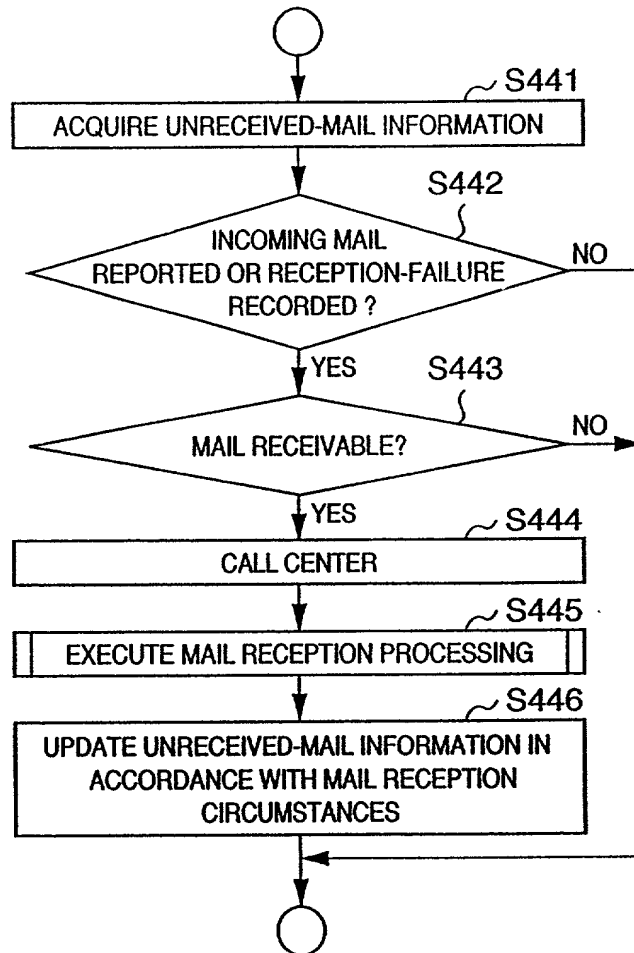 S441
ACQUIRE UNRECEIVED-MAIL INFORMATION
S442
INCOMING MAIL
REPORTED OR RECEPTION-FAILURE
RECORDED ?
NO
YES
S443
MAIL RECEIVABLE?
NO
YES
S444
CALL CENTER
S445
EXECUTE MAIL RECEPTION PROCESSING
S446
UPDATE UNRECEIVED-MAIL INFORMATION IN
ACCORDANCE WITH MAIL RECEPTION
CIRCUMSTANCES